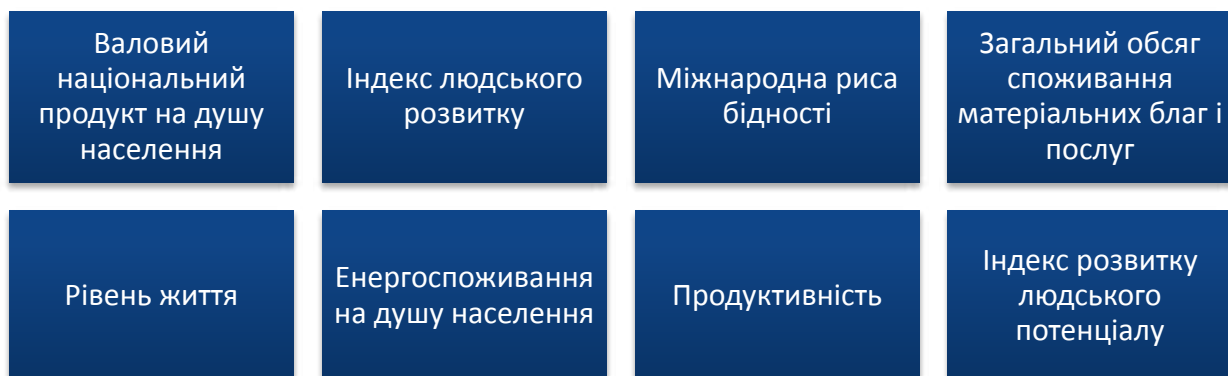 Валовий
національний
продукт на душу
населення
Індекс людського
розвитку
Міжнародна риса
бідності
Загальний обсяг
споживання
матеріальних благ і
послуг
Рівень життя
Енергоспоживання
на душу населення
Продуктивність
Індекс розвитку
людського
потенціалу